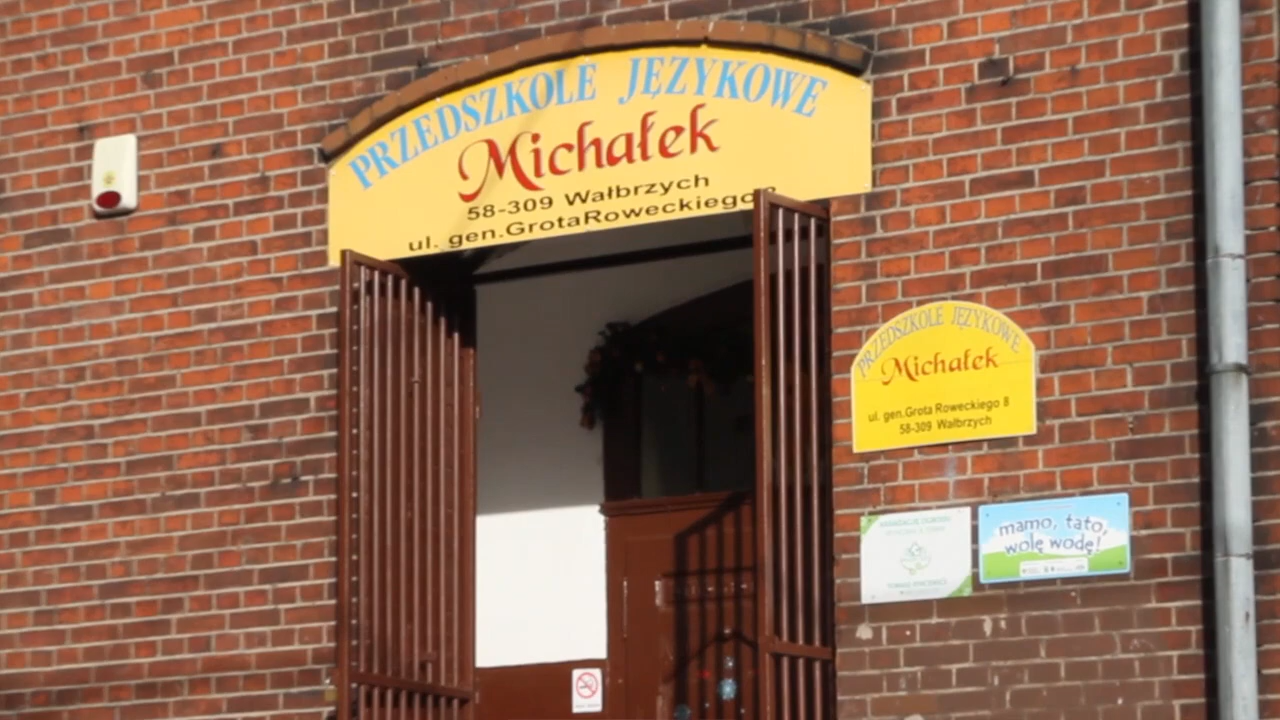 PRZEDSZKOLE JĘZYKOWE
Michałek
58-309 Wałbrzych
ul. gen.GrotaRoweckiego
PRZEDSZKOLE JĘZYKOWE
Michałek
ul. gen.Grota Roweckiego 8
58-309 Wałbrzych
mamo, tato,
wolę wodę!